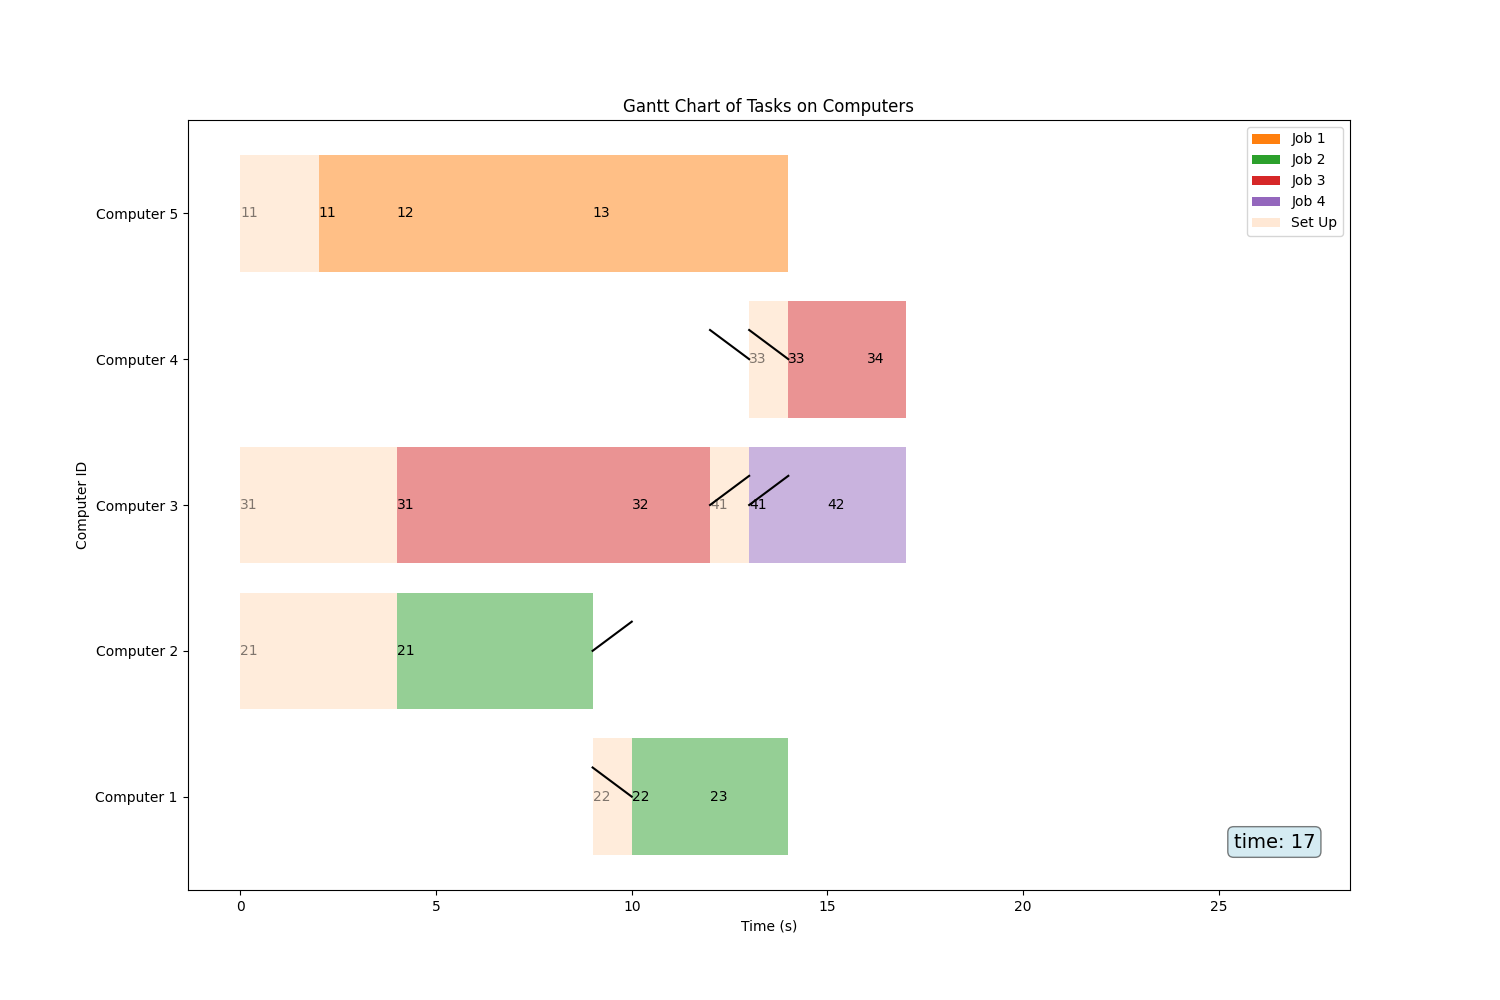 Gantt Chart of Tasks on Computers
Job 1
Job 2
Job 3
Job 4
Set Up
Computer 5
11
11
12
13
Computer 4
33
33
34
Computer 3
31
31
32
41
41
42
Computer ID
Computer 2
21
21
Computer 1
22
22
23
time: 17
0
5
10
15
20
25
Time (s)